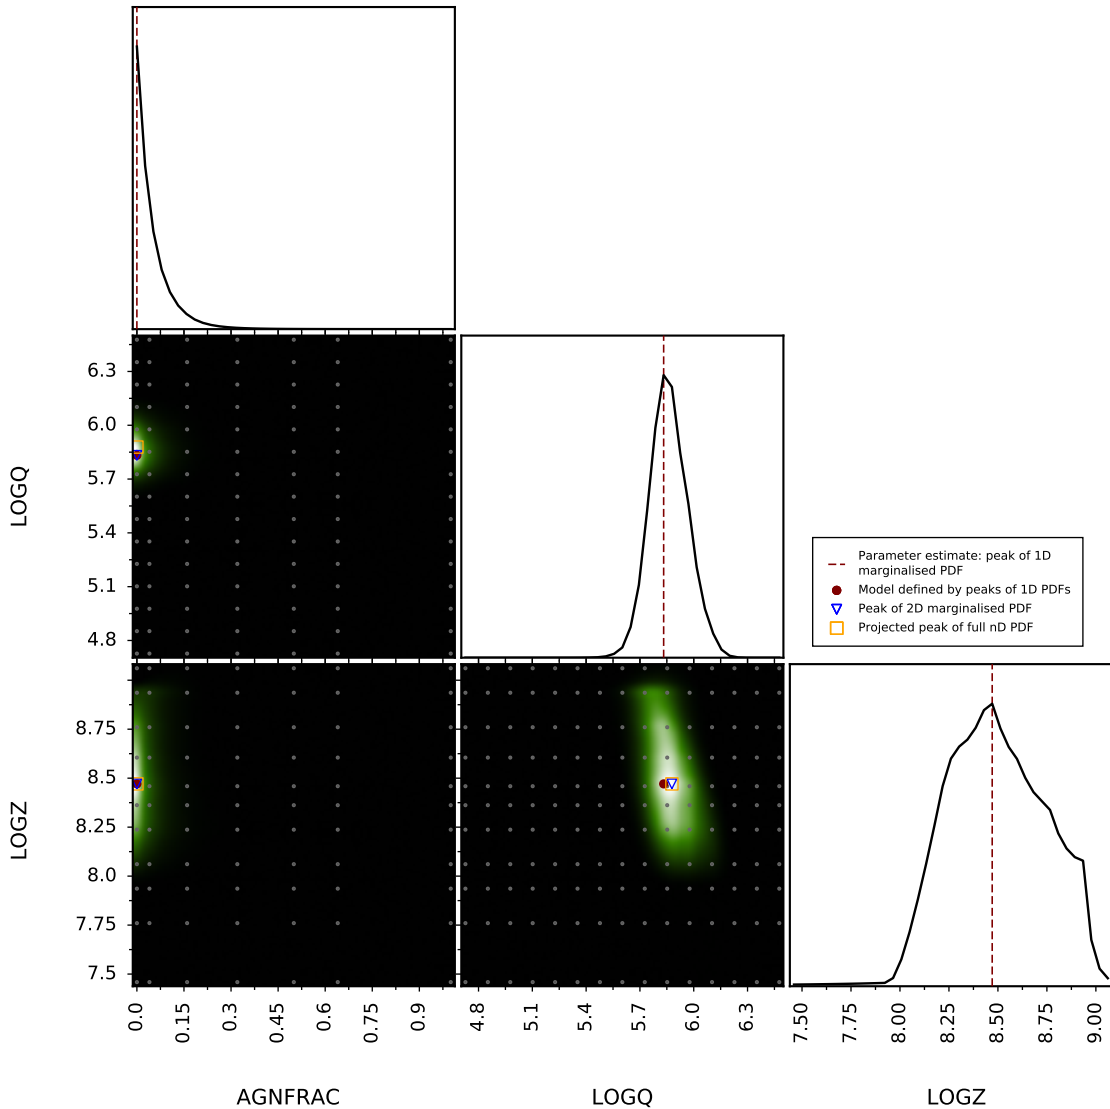 6.3
6.0
5.7
5.4
5.1
4.8
LOGQ
Parameter estimate: peak of 1D
marginalised PDF
Model defined by peaks of 1D PDFs
Peak of 2D marginalised PDF
Projected peak of full nD PDF
8.75
8.5
8.25
8.0
7.75
7.5
LOGZ
0.0 0.15 0.3 0.45 0.6 0.75 0.9
4.8 5.1 5.4 5.7 6.0 6.3
7.50 7.75 8.00 8.25 8.50 8.75 9.00
AGNFRAC LOGQ LOGZ